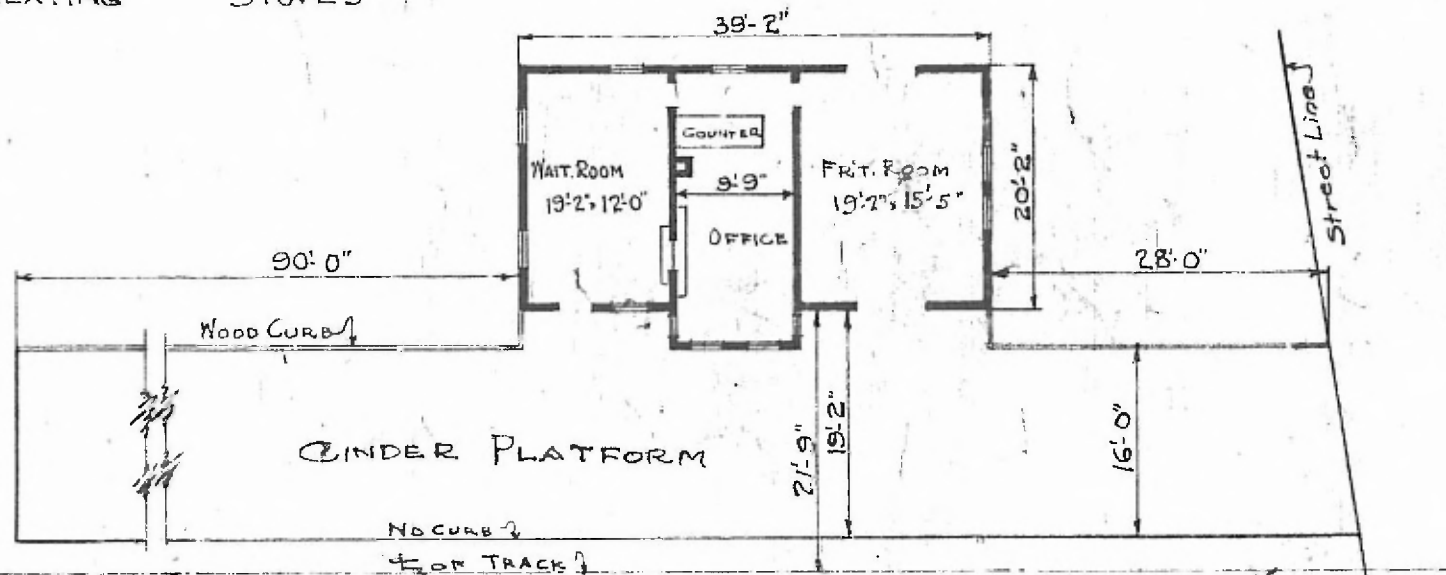 STOVES
39'-2"
Street Line
COUNTER
WAIT. ROOM
19'-2" x 12'-0"
9'-9"
FR'T. ROOM
19'-2" x 15'-5"
20'-2"
OFFICE
90'-0"
28'-0"
WOOD CURB
CINDER PLATFORM
21'-9"
19'-2"
16'-0"
NO CURB
℄ OF TRACK